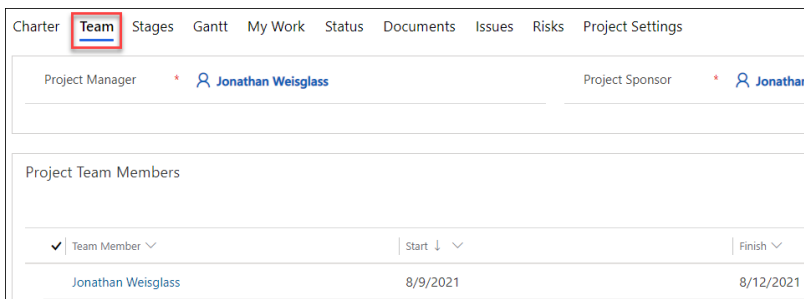 Charter Team Stages Gantt My Work Status Documents Issues Risks Project Settings
Project Manager * Jonathan Weisglass Project Sponsor * Jonathan
Project Team Members
Team Member Start Finish
Jonathan Weisglass 8/9/2021 8/12/2021